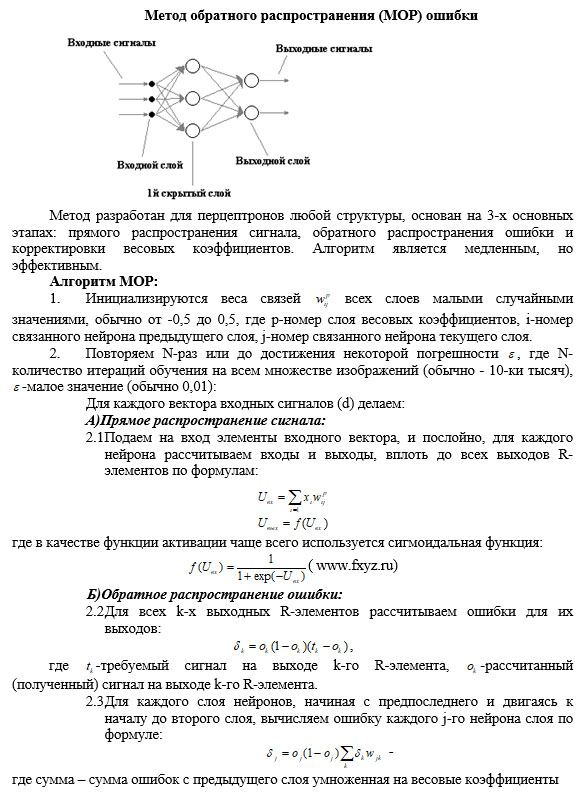 Метод обратного распространения (МОР) ошибки
Входные сигналы
Выходные сигналы
Входной слой
Выходной слой
1й скрытый слой
Метод разработан для перцептронов любой структуры, основан на 3-х основных
этапах: прямого распространения сигнала, обратного распространения ошибки и
корректировки весовых коэффициентов. Алгоритм является медленным, но
эффективным.
Алгоритм МОР:
1. Инициализируются веса связей w_{ij}^{p} всех слоев малыми случайными
значениями, обычно от -0,5 до 0,5, где p-номер слоя весовых коэффициентов, i-номер
связанного нейрона предыдущего слоя, j-номер связанного нейрона текущего слоя.
2. Повторяем N-раз или до достижения некоторой погрешности ε, где N-
количество итераций обучения на всем множестве изображений (обычно - 10-ки тысяч),
ε-малое значение (обычно 0,01):
Для каждого вектора входных сигналов (d) делаем:
А)Прямое распространение сигнала:
2.1Подаем на вход элементы входного вектора, и послойно, для каждого
нейрона рассчитываем входы и выходы, вплоть до всех выходов R-
элементов по формулам:
U_{вх} = ∑_{i=1} x_i w_{ij}^{p}
U_{вых} = f(U_{вх})
где в качестве функции активации чаще всего используется сигмоидальная функция:
f(U_{вх}) = 1 / (1 + exp(−U_{вх})) ( www.fxyz.ru)
Б)Обратное распространение ошибки:
2.2Для всех k-х выходных R-элементов рассчитываем ошибки для их
выходов:
δ_k = o_k (1 − o_k)(t_k − o_k),
где t_k-требуемый сигнал на выходе k-го R-элемента, o_k-рассчитанный
(полученный) сигнал на выходе k-го R-элемента.
2.3Для каждого слоя нейронов, начиная с предпоследнего и двигаясь к
началу до второго слоя, вычисляем ошибку каждого j-го нейрона слоя по
формуле:
δ_j = o_j (1 − o_j) ∑_k δ_k w_{jk} -
где сумма – сумма ошибок с предыдущего слоя умноженная на весовые коэффициенты